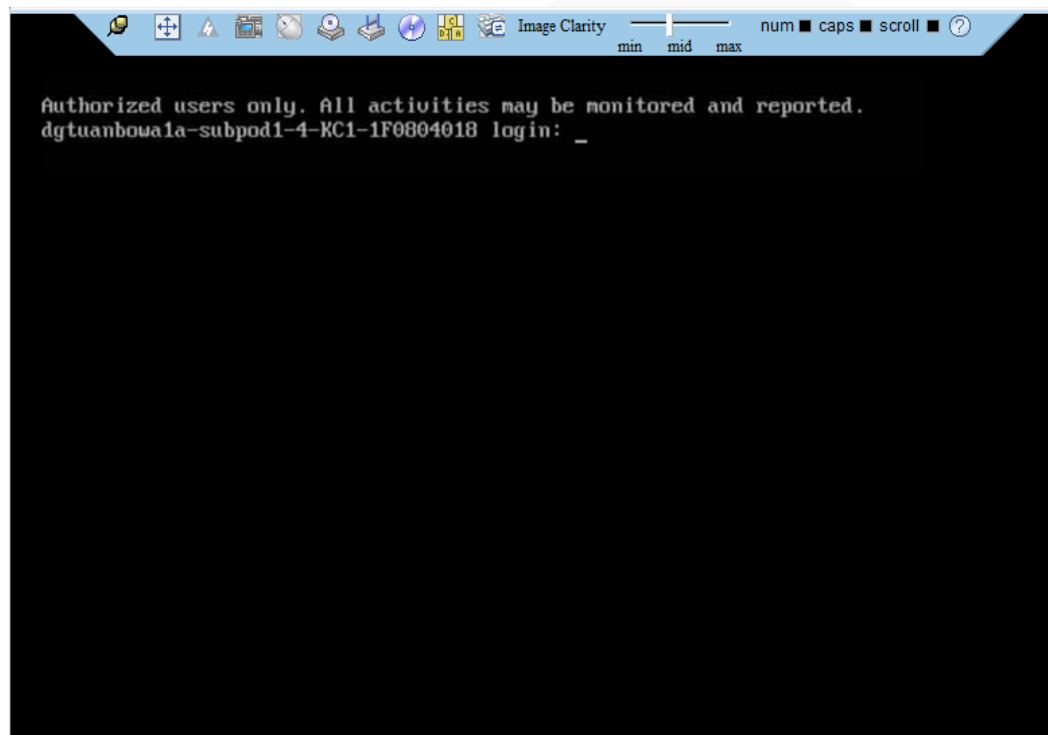 Image Clarity
min mid max
num caps scroll ?
Authorized users only. All activities may be monitored and reported.
dgtuanbowa1a-subpod1-4-KC1-1F0804018 login: _